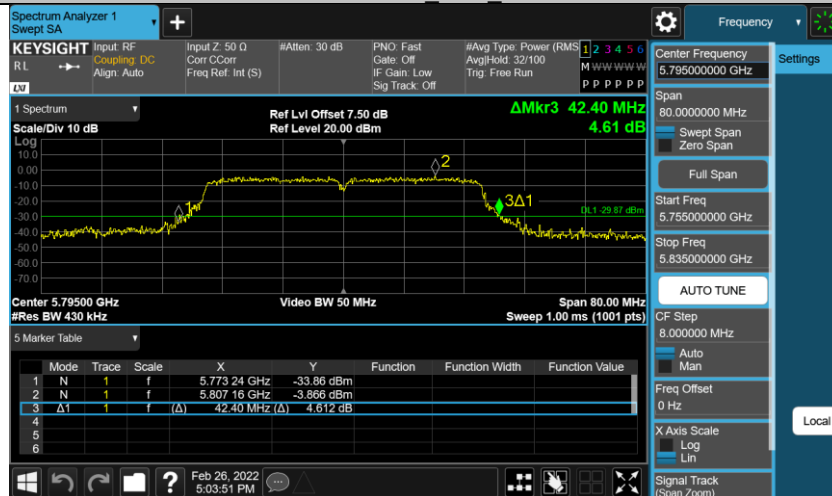 Spectrum Analyzer 1
Swept SA
+
Frequency
KEYSIGHT
RL
LXI
Input: RF
Coupling: DC
Align: Auto
Input Z: 50 Ω
Corr CCorr
Freq Ref: Int (S)
#Atten: 30 dB
PNO: Fast
Gate: Off
IF Gain: Low
Sig Track: Off
#Avg Type: Power (RMS
Avg|Hold: 32/100
Trig: Free Run
1 2 3 4 5 6
M W W W W W
P P P P P P
1 Spectrum
Scale/Div 10 dB
Ref Lvl Offset 7.50 dB
Ref Level 20.00 dBm
ΔMkr3 42.40 MHz
4.61 dB
Log
10.0
0.00
-10.0
-20.0
-30.0
-40.0
-50.0
-60.0
-70.0
1
2
3Δ1
DL1 -29.87 dBm
Center 5.79500 GHz
#Res BW 430 kHz
Video BW 50 MHz
Span 80.00 MHz
Sweep 1.00 ms (1001 pts)
5 Marker Table
Mode Trace Scale X Y Function Function Width Function Value
1 N 1 f 5.773 24 GHz -33.86 dBm
2 N 1 f 5.807 16 GHz -3.866 dBm
3 Δ1 1 f (Δ) 42.40 MHz (Δ) 4.612 dB
4
5
6
?
Feb 26, 2022
5:03:51 PM
Center Frequency
5.795000000 GHz
Settings
Span
80.0000000 MHz
Swept Span
Zero Span
Full Span
Start Freq
5.755000000 GHz
Stop Freq
5.835000000 GHz
AUTO TUNE
CF Step
8.000000 MHz
Auto
Man
Freq Offset
0 Hz
Local
X Axis Scale
Log
Lin
Signal Track
(Span Zoom)